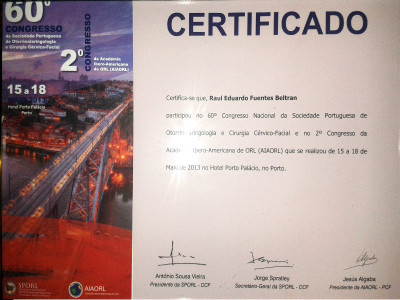 60º
CONGRESSO
da Sociedade Portuguesa
de Otorrinolaringologia
e Cirurgia Cérvico-Facial
2º
CONGRESSO
da Academia
Ibero-Americana
de ORL (AIAORL)
15 a 18
Hotel Porto Palácio
Porto
SPORL
AIAORL
CERTIFICADO
Certifica-se que, Raul Eduardo Fuentes Beltran
participou no 60º Congresso Nacional da Sociedade Portuguesa de
Otorrinolaringologia e Cirurgia Cérvico-Facial e no 2º Congresso da
Academia Ibero-Americana de ORL (AIAORL) que se realizou de 15 a 18 de
Maio de 2013 no Hotel Porto Palácio, no Porto.
António Sousa Vieira
Presidente da SPORL - CCF
Jorge Spratley
Secretario-Geral da SPORL - CCF
Jesús Algaba
Presidente da AIAORL - PCF